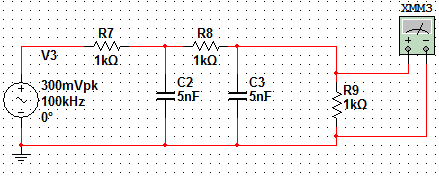 XMM3
V3
R7
1kΩ
R8
1kΩ
300mVpk
100kHz
0°
C2
5nF
C3
5nF
R9
1kΩ